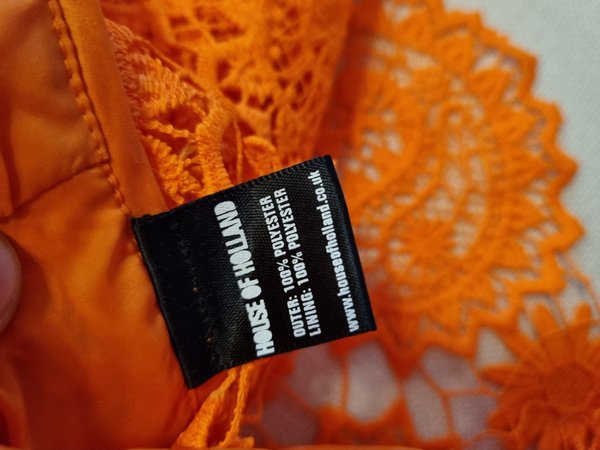 HOUSE OF HOLLAND
OUTER: 100% POLYESTER
LINING: 100% POLYESTER
www.houseofholland.co.uk